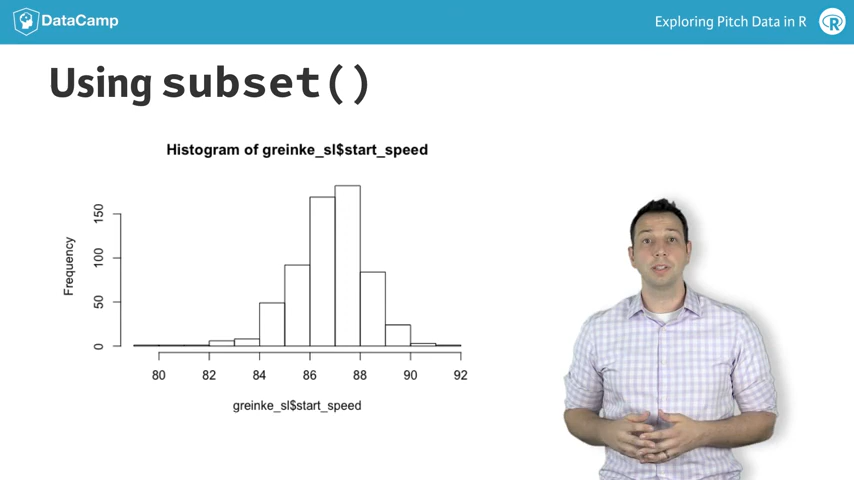 DataCamp
Exploring Pitch Data in R
R
Using subset()
Histogram of greinke_sl$start_speed
Frequency
150
100
50
0
80 82 84 86 88 90 92
greinke_sl$start_speed